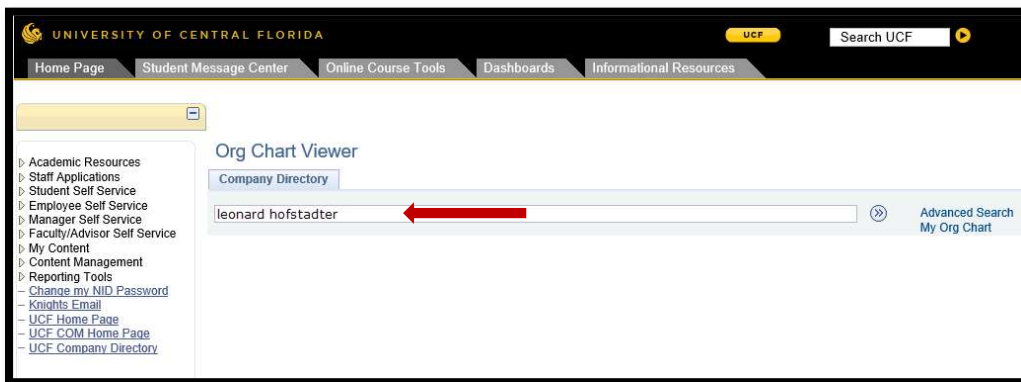 UNIVERSITY OF CENTRAL FLORIDA
UCF
Search UCF
Home Page
Student Message Center
Online Course Tools
Dashboards
Informational Resources
Academic Resources
Staff Applications
Student Self Service
Employee Self Service
Manager Self Service
Faculty/Advisor Self Service
My Content
Content Management
Reporting Tools
Change my NID Password
Knights Email
UCF Home Page
UCF COM Home Page
UCF Company Directory
Org Chart Viewer
Company Directory
leonard hofstadter
Advanced Search
My Org Chart